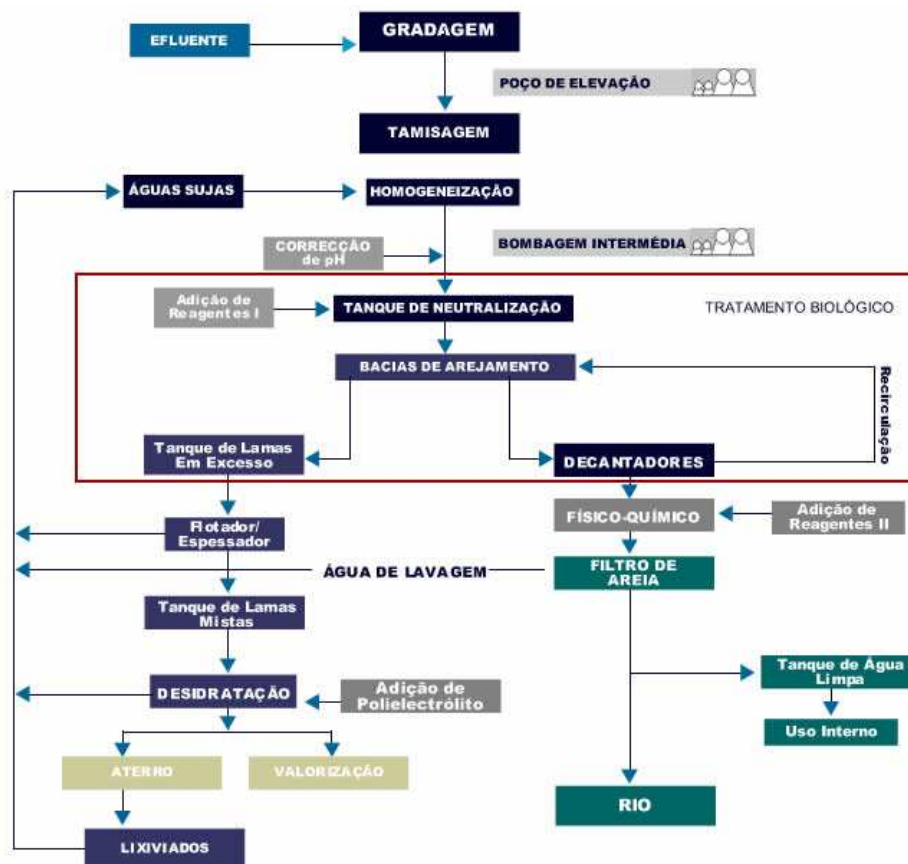 EFLUENTE
GRADAGEM
POÇO DE ELEVAÇÃO
TAMISAGEM
ÁGUAS SUJAS
HOMOGENEIZAÇÃO
CORRECÇÃO
de pH
BOMBAGEM INTERMÉDIA
Adição de
Reagentes I
TANQUE DE NEUTRALIZAÇÃO
TRATAMENTO BIOLÓGICO
BACIAS DE AREJAMENTO
Recirculação
Tanque de Lamas
Em Excesso
DECANTADORES
Flotador/
Espessador
FÍSICO-QUÍMICO
Adição de
Reagentes II
ÁGUA DE LAVAGEM
FILTRO DE
AREIA
Tanque de Lamas
Mistas
Tanque de Água
Limpa
DESIDRATAÇÃO
Adição de
Polielectrólito
Uso Interno
ATERRO
VALORIZAÇÃO
RIO
LIXIVIADOS